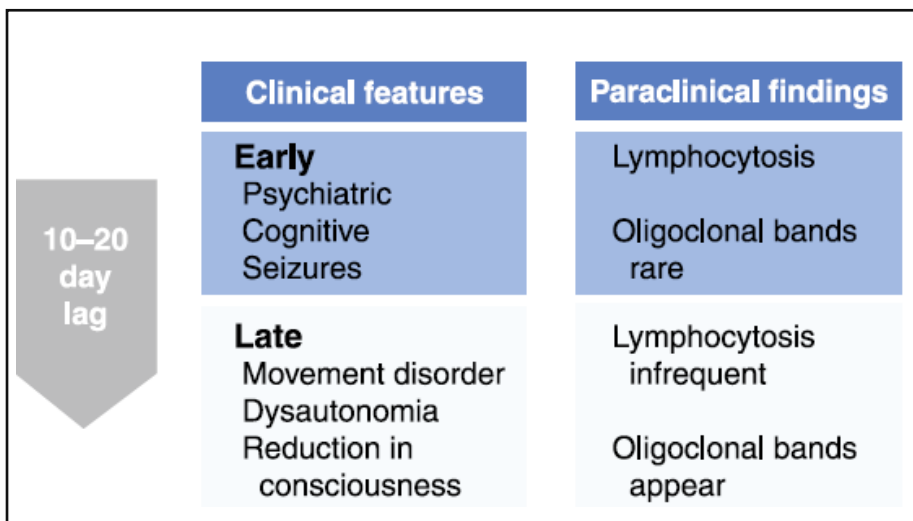 Clinical features
Paraclinical findings
10–20
day
lag
Early
Psychiatric
Cognitive
Seizures
Lymphocytosis
Oligoclonal bands
rare
Late
Movement disorder
Dysautonomia
Reduction in
consciousness
Lymphocytosis
infrequent
Oligoclonal bands
appear